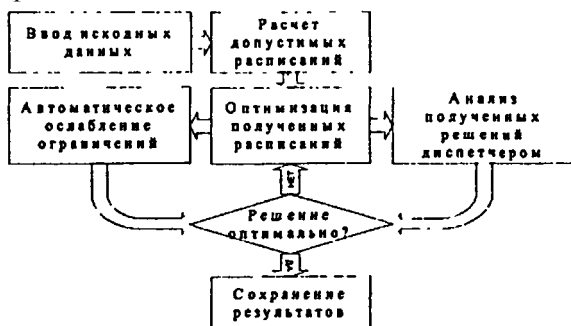 Ввод исходных
данных
Расчет
допустимых
расписаний
Автоматическое
ослабление
ограничений
Оптимизация
полученных
расписаний
Анализ
полученных
решений
диспетчером
нет
Решение
оптимально?
Сохранение
результатов